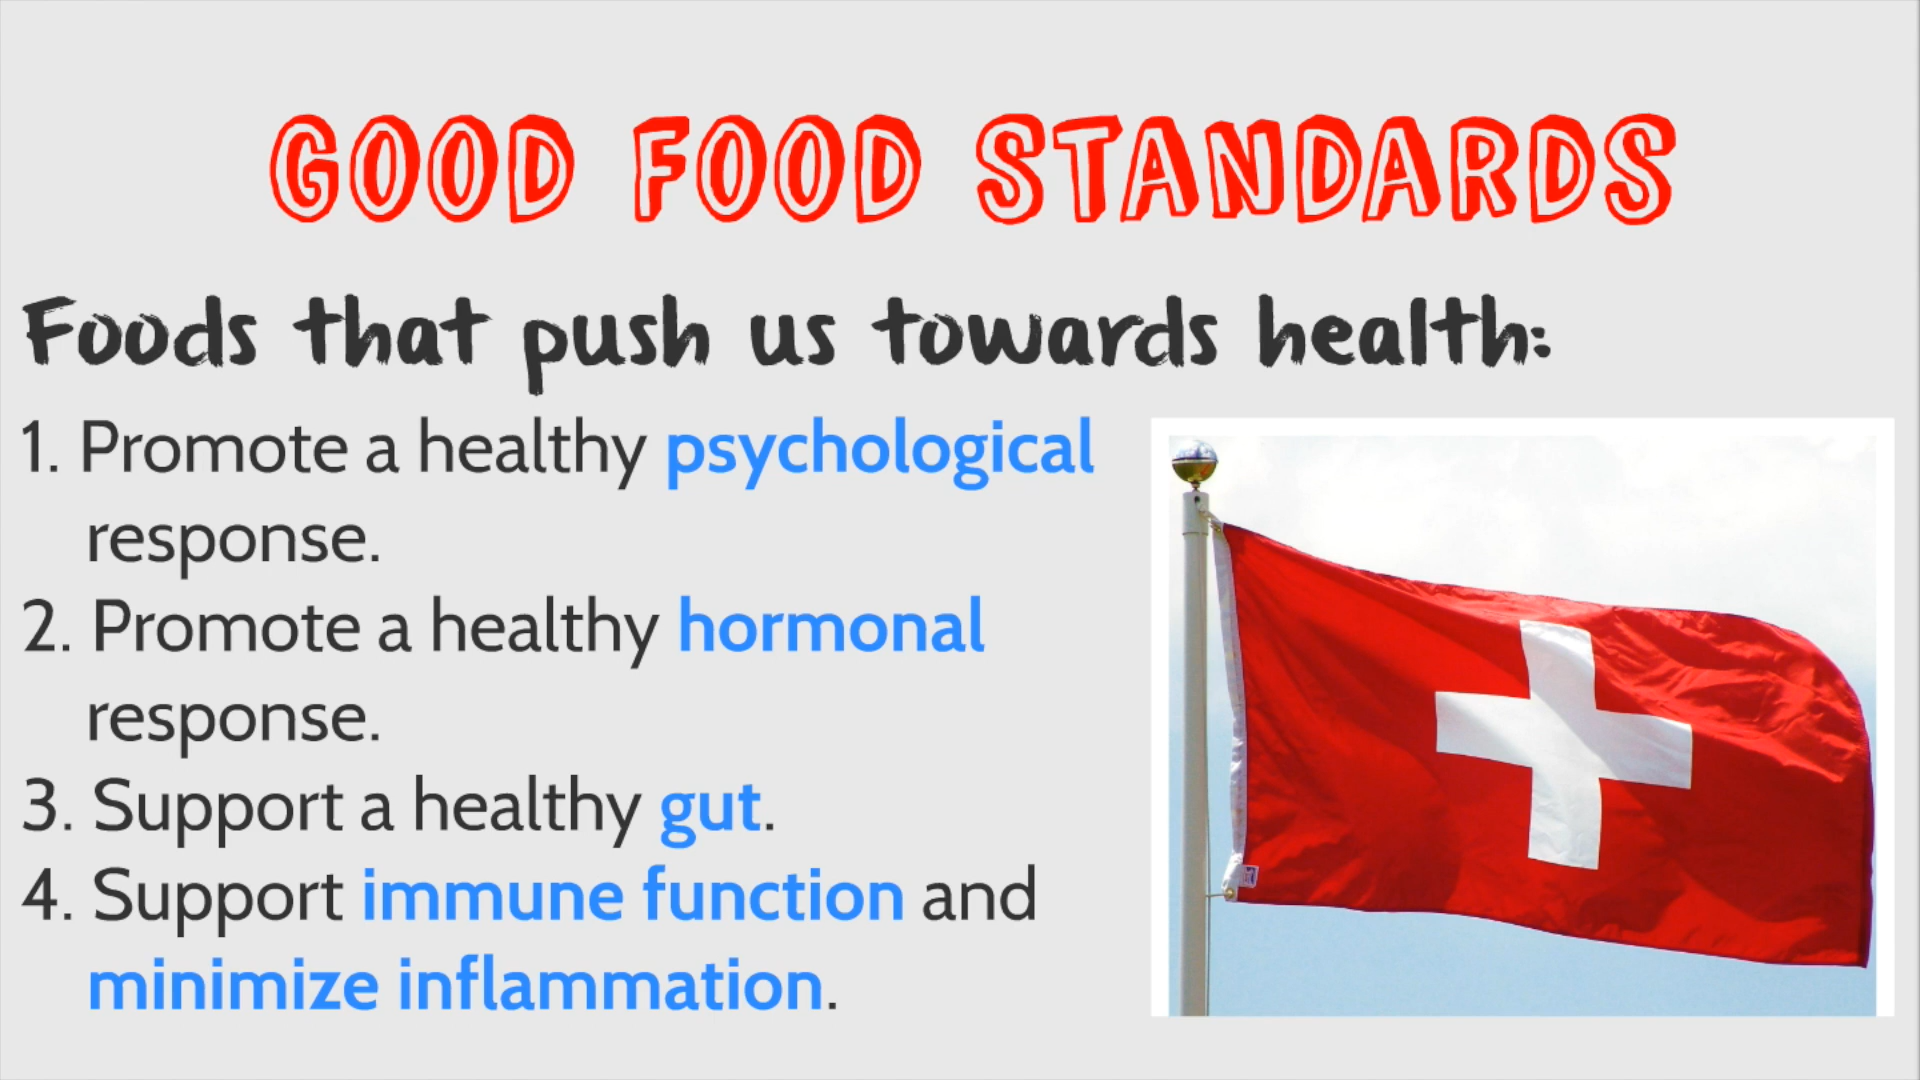 GOOD FOOD STANDARDS
Foods that push us towards health:
1. Promote a healthy psychological
response.
2. Promote a healthy hormonal
response.
3. Support a healthy gut.
4. Support immune function and
minimize inflammation.